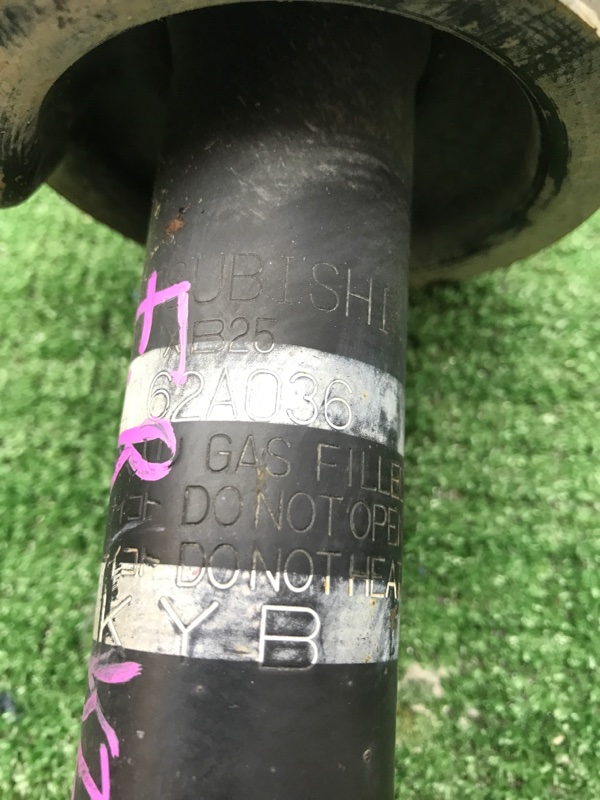 UBISHI
B25
62A036
GAS FILLE
DO NOT OPE
DO NOT HEA
KYB
F
R